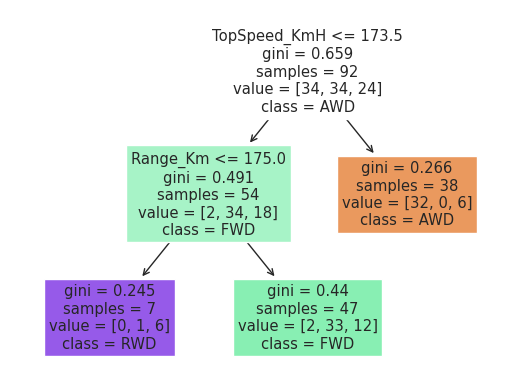 TopSpeed_KmH <= 173.5
gini = 0.659
samples = 92
value = [34, 34, 24]
class = AWD
Range_Km <= 175.0
gini = 0.491
samples = 54
value = [2, 34, 18]
class = FWD
gini = 0.266
samples = 38
value = [32, 0, 6]
class = AWD
gini = 0.245
samples = 7
value = [0, 1, 6]
class = RWD
gini = 0.44
samples = 47
value = [2, 33, 12]
class = FWD